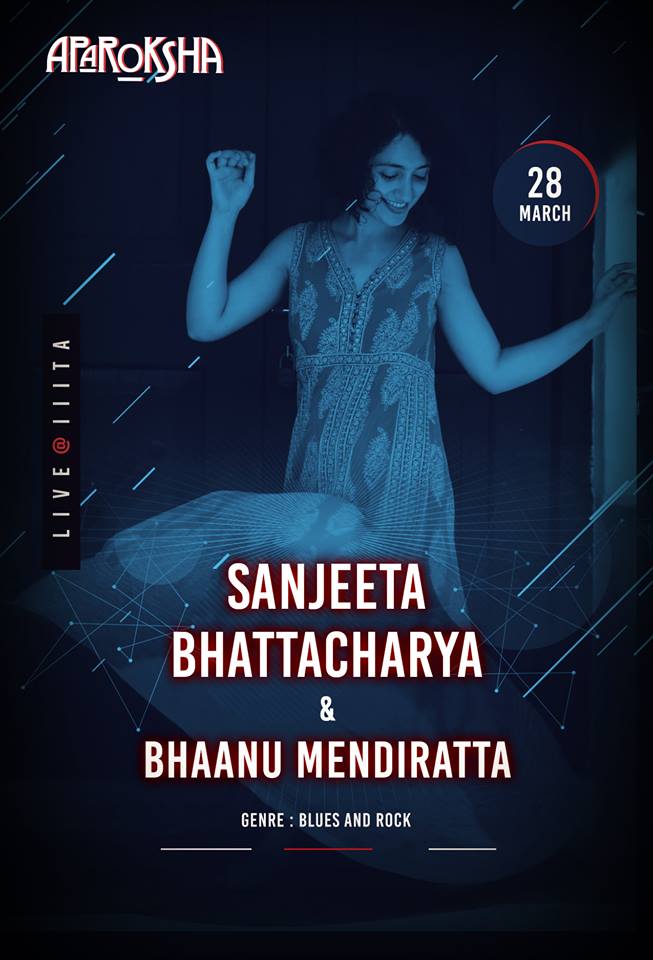 APAROKSHA
28
MARCH
LIVE@IIITA
SANJEETA
BHATTACHARYA
&
BHAANU MENDIRATTA
GENRE : BLUES AND ROCK